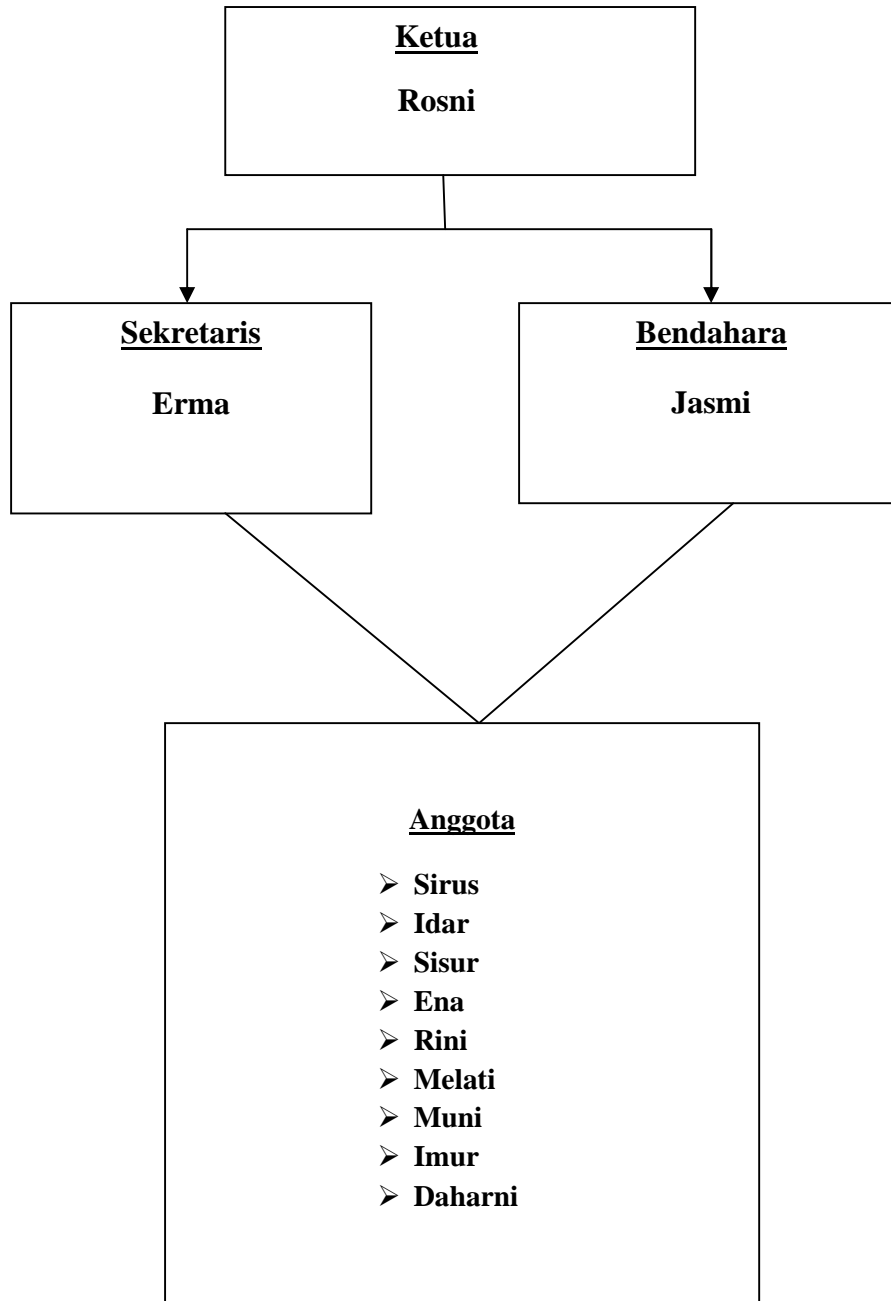 Ketua
Rosni
Sekretaris
Erma
Bendahara
Jasmi
Anggota
➢ Sirus
➢ Idar
➢ Sisur
➢ Ena
➢ Rini
➢ Melati
➢ Muni
➢ Imur
➢ Daharni